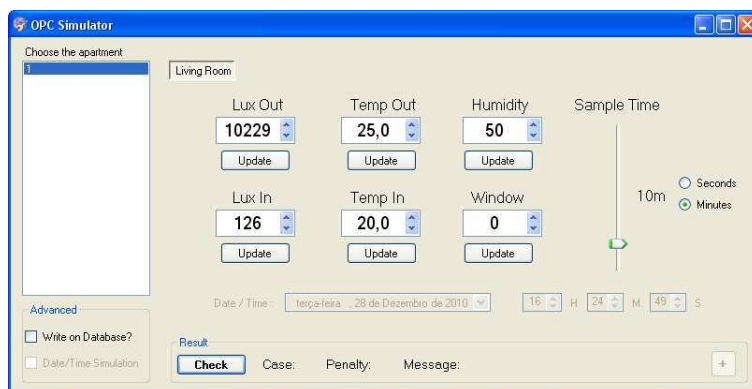 OPC Simulator
Choose the apartment
1
Living Room
Lux Out Temp Out Humidity Sample Time
10229 25,0 50
Update Update Update
Seconds
10m
Minutes
Lux In Temp In Window
126 20,0 0
Update Update Update
Date / Time : terça-feira , 28 de Dezembro de 2010 16 H 24 M 49 S
Advanced
Write on Database?
Date/Time Simulation
Result
Check Case: Penalty: Message: +